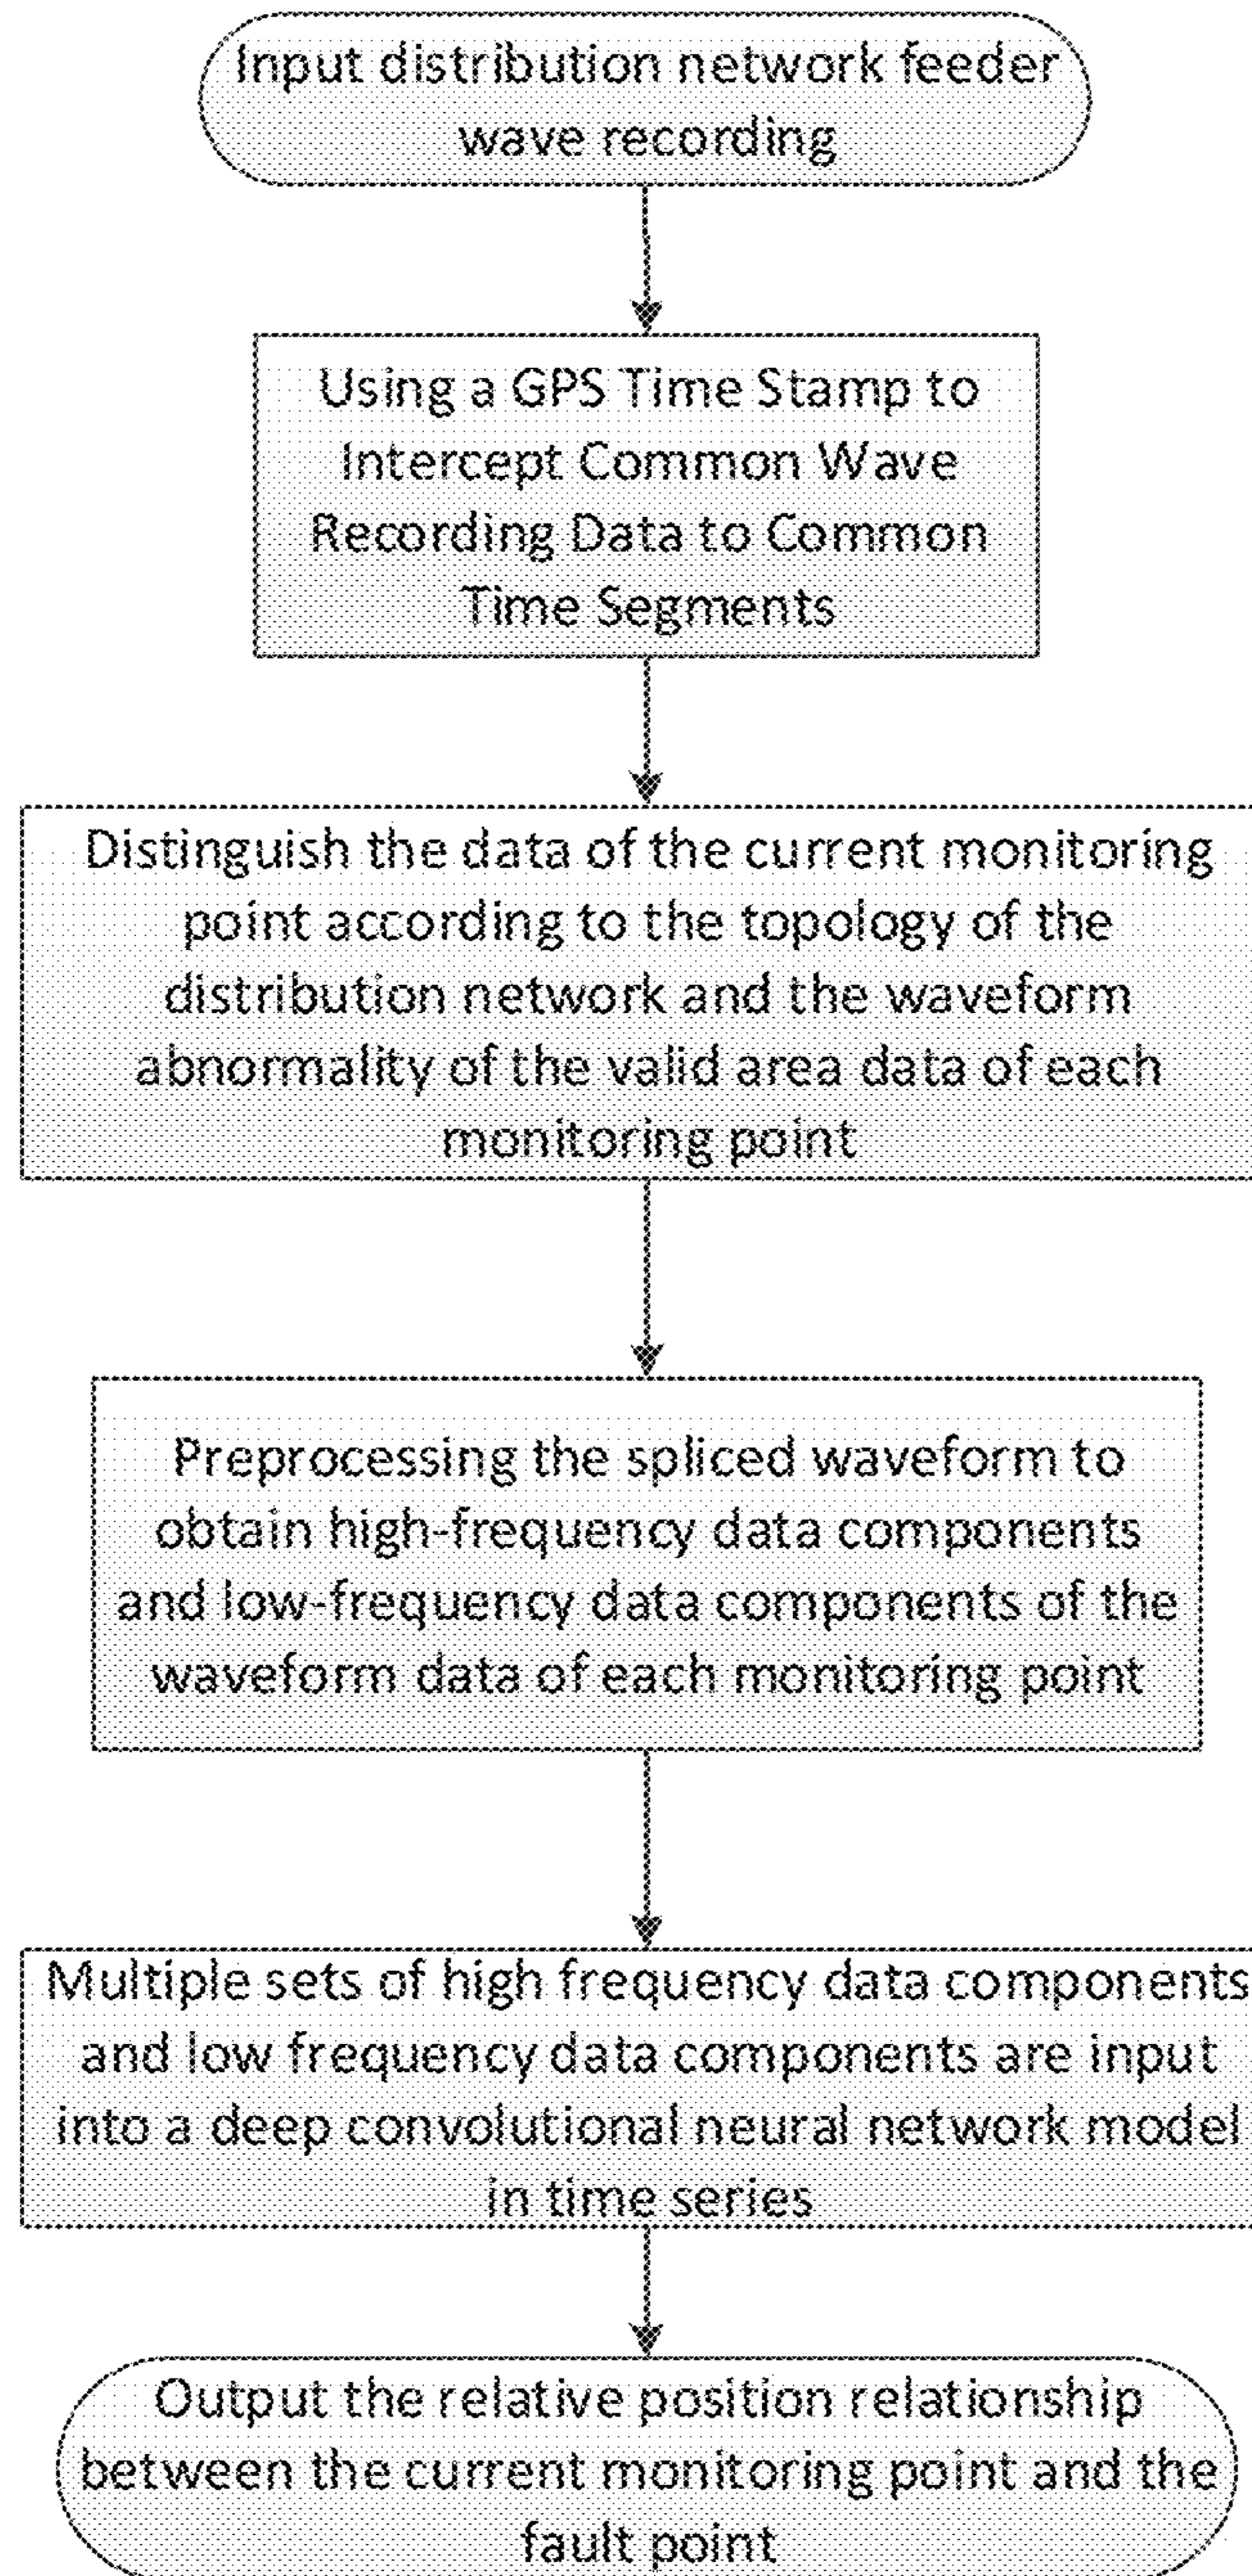 Input distribution network feeder
wave recording
Using a GPS Time Stamp to
Intercept Common Wave
Recording Data to Common
Time Segments
Distinguish the data of the current monitoring
point according to the topology of the
distribution network and the waveform
abnormality of the valid area data of each
monitoring point
Preprocessing the spliced waveform to
obtain high-frequency data components
and low-frequency data components of the
waveform data of each monitoring point
Multiple sets of high frequency data components
and low frequency data components are input
into a deep convolutional neural network model
in time series
Output the relative position relationship
between the current monitoring point and the
fault point